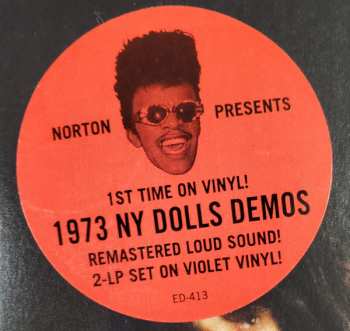 NORTON PRESENTS
1ST TIME ON VINYL!
1973 NY DOLLS DEMOS
REMASTERED LOUD SOUND!
2-LP SET ON VIOLET VINYL!
ED-413